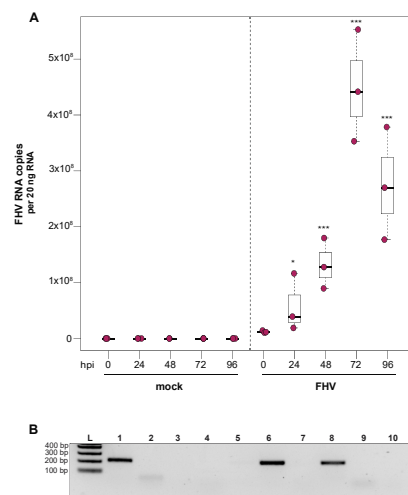 A
***
5x10⁸
***
4x10⁸
FHV RNA copies
per 20 ng RNA
3x10⁸
***
2x10⁸
*
1x10⁸
0
hpi 0 24 48 72 96 0 24 48 72 96
mock FHV
B
L 1 2 3 4 5 6 7 8 9 10
400 bp
300 bp
200 bp
100 bp